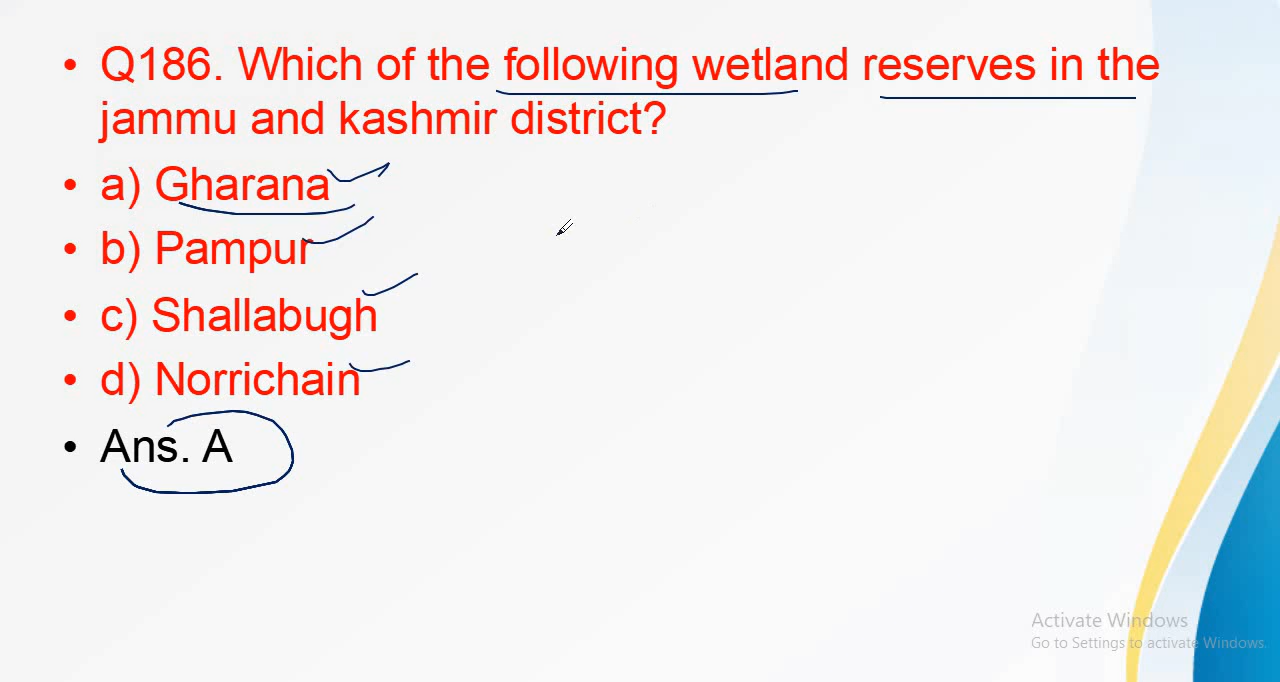 • Q186. Which of the following wetland reserves in the
jammu and kashmir district?
• a) Gharana
• b) Pampur
• c) Shallabugh
• d) Norrichain
• Ans. A
Activate Windows
Go to Settings to activate Windows.